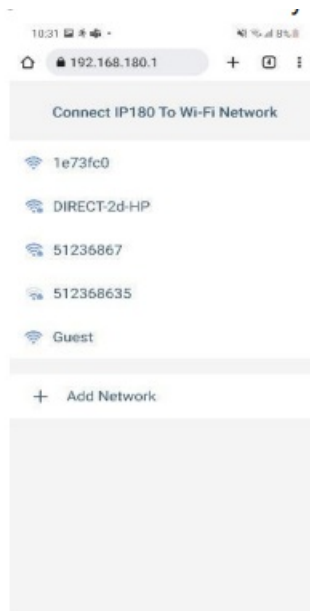 10:31
192.168.180.1
Connect IP180 To Wi-Fi Network
1e73fc0
DIRECT-2d-HP
51236867
512368635
Guest
+ Add Network